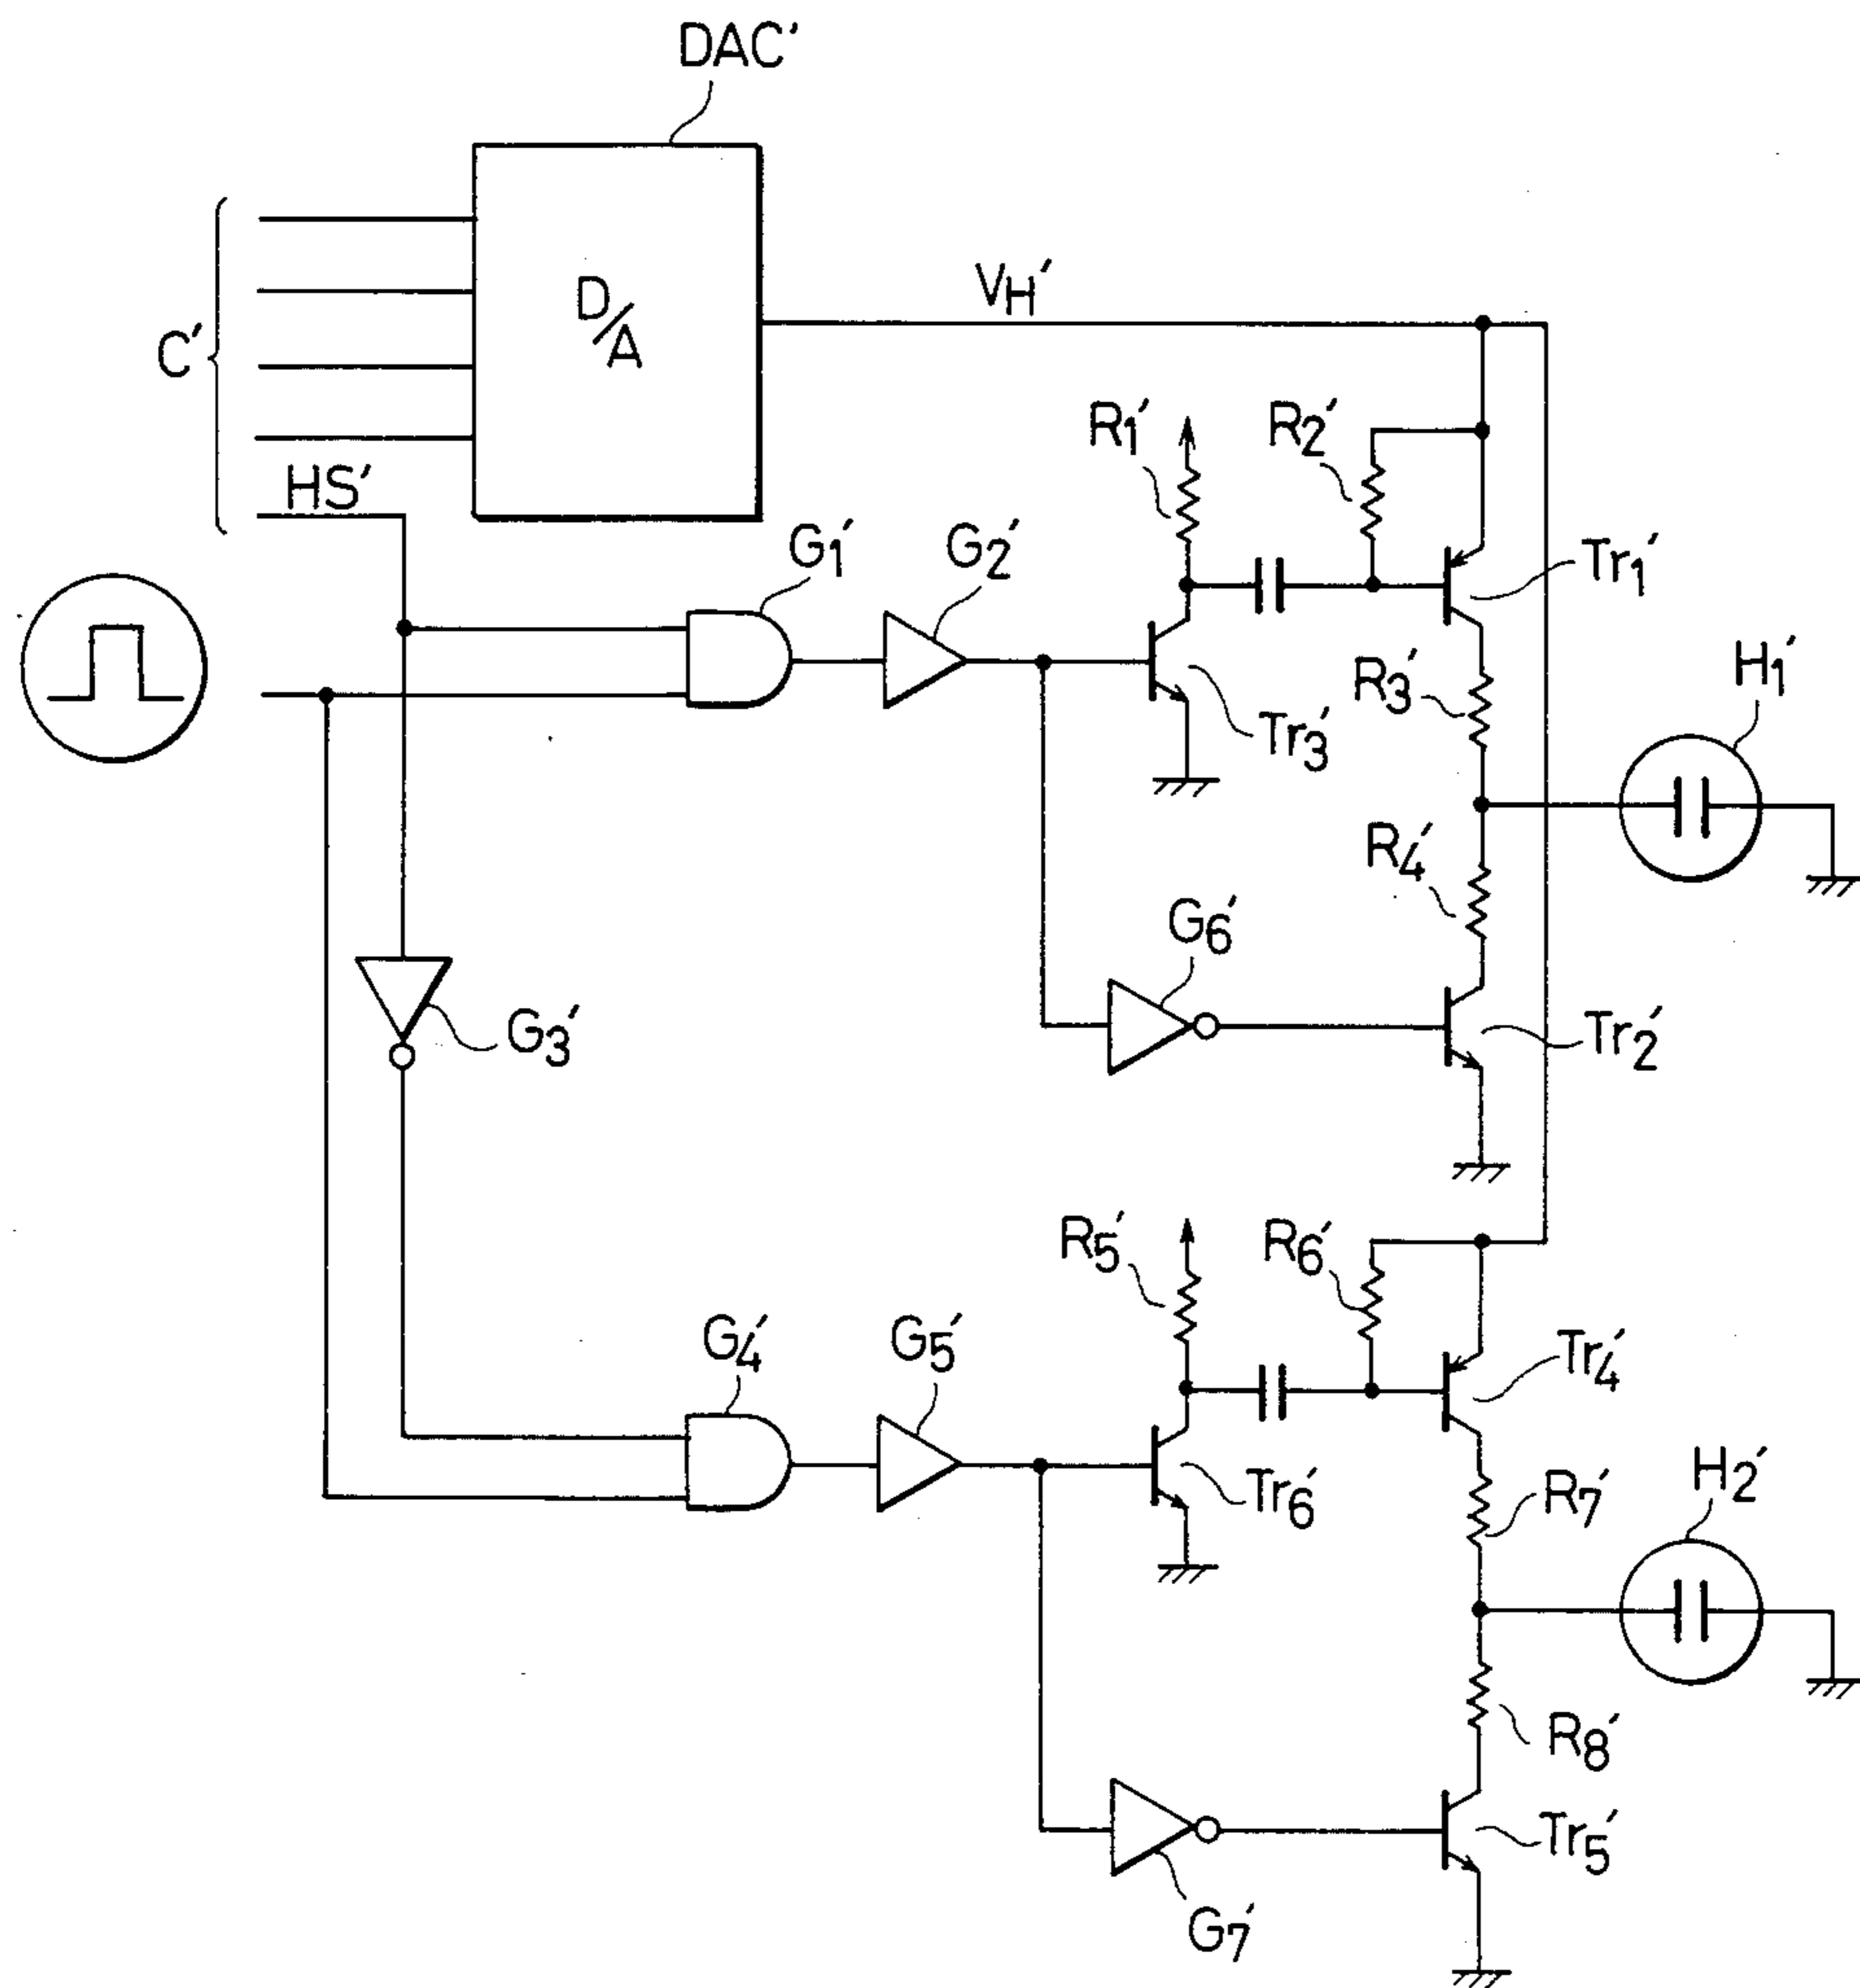 DAC'
D/A
C'
HS'
VH'
R1'
R2'
G1'
G2'
Tr1'
R3'
H1'
Tr3'
R4'
G6'
G3'
Tr2'
R5'
R6'
G4'
G5'
Tr4'
H2'
R7'
Tr6'
R8'
Tr5'
G7'